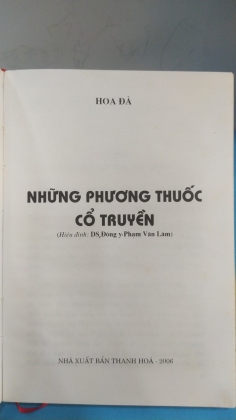 HOA ĐÀ
NHỮNG PHƯƠNG THUỐC
CỔ TRUYỀN
(Hiệu đính: DS Đông y-Phạm Văn Lâm)
NHÀ XUẤT BẢN THANH HOÁ - 2006